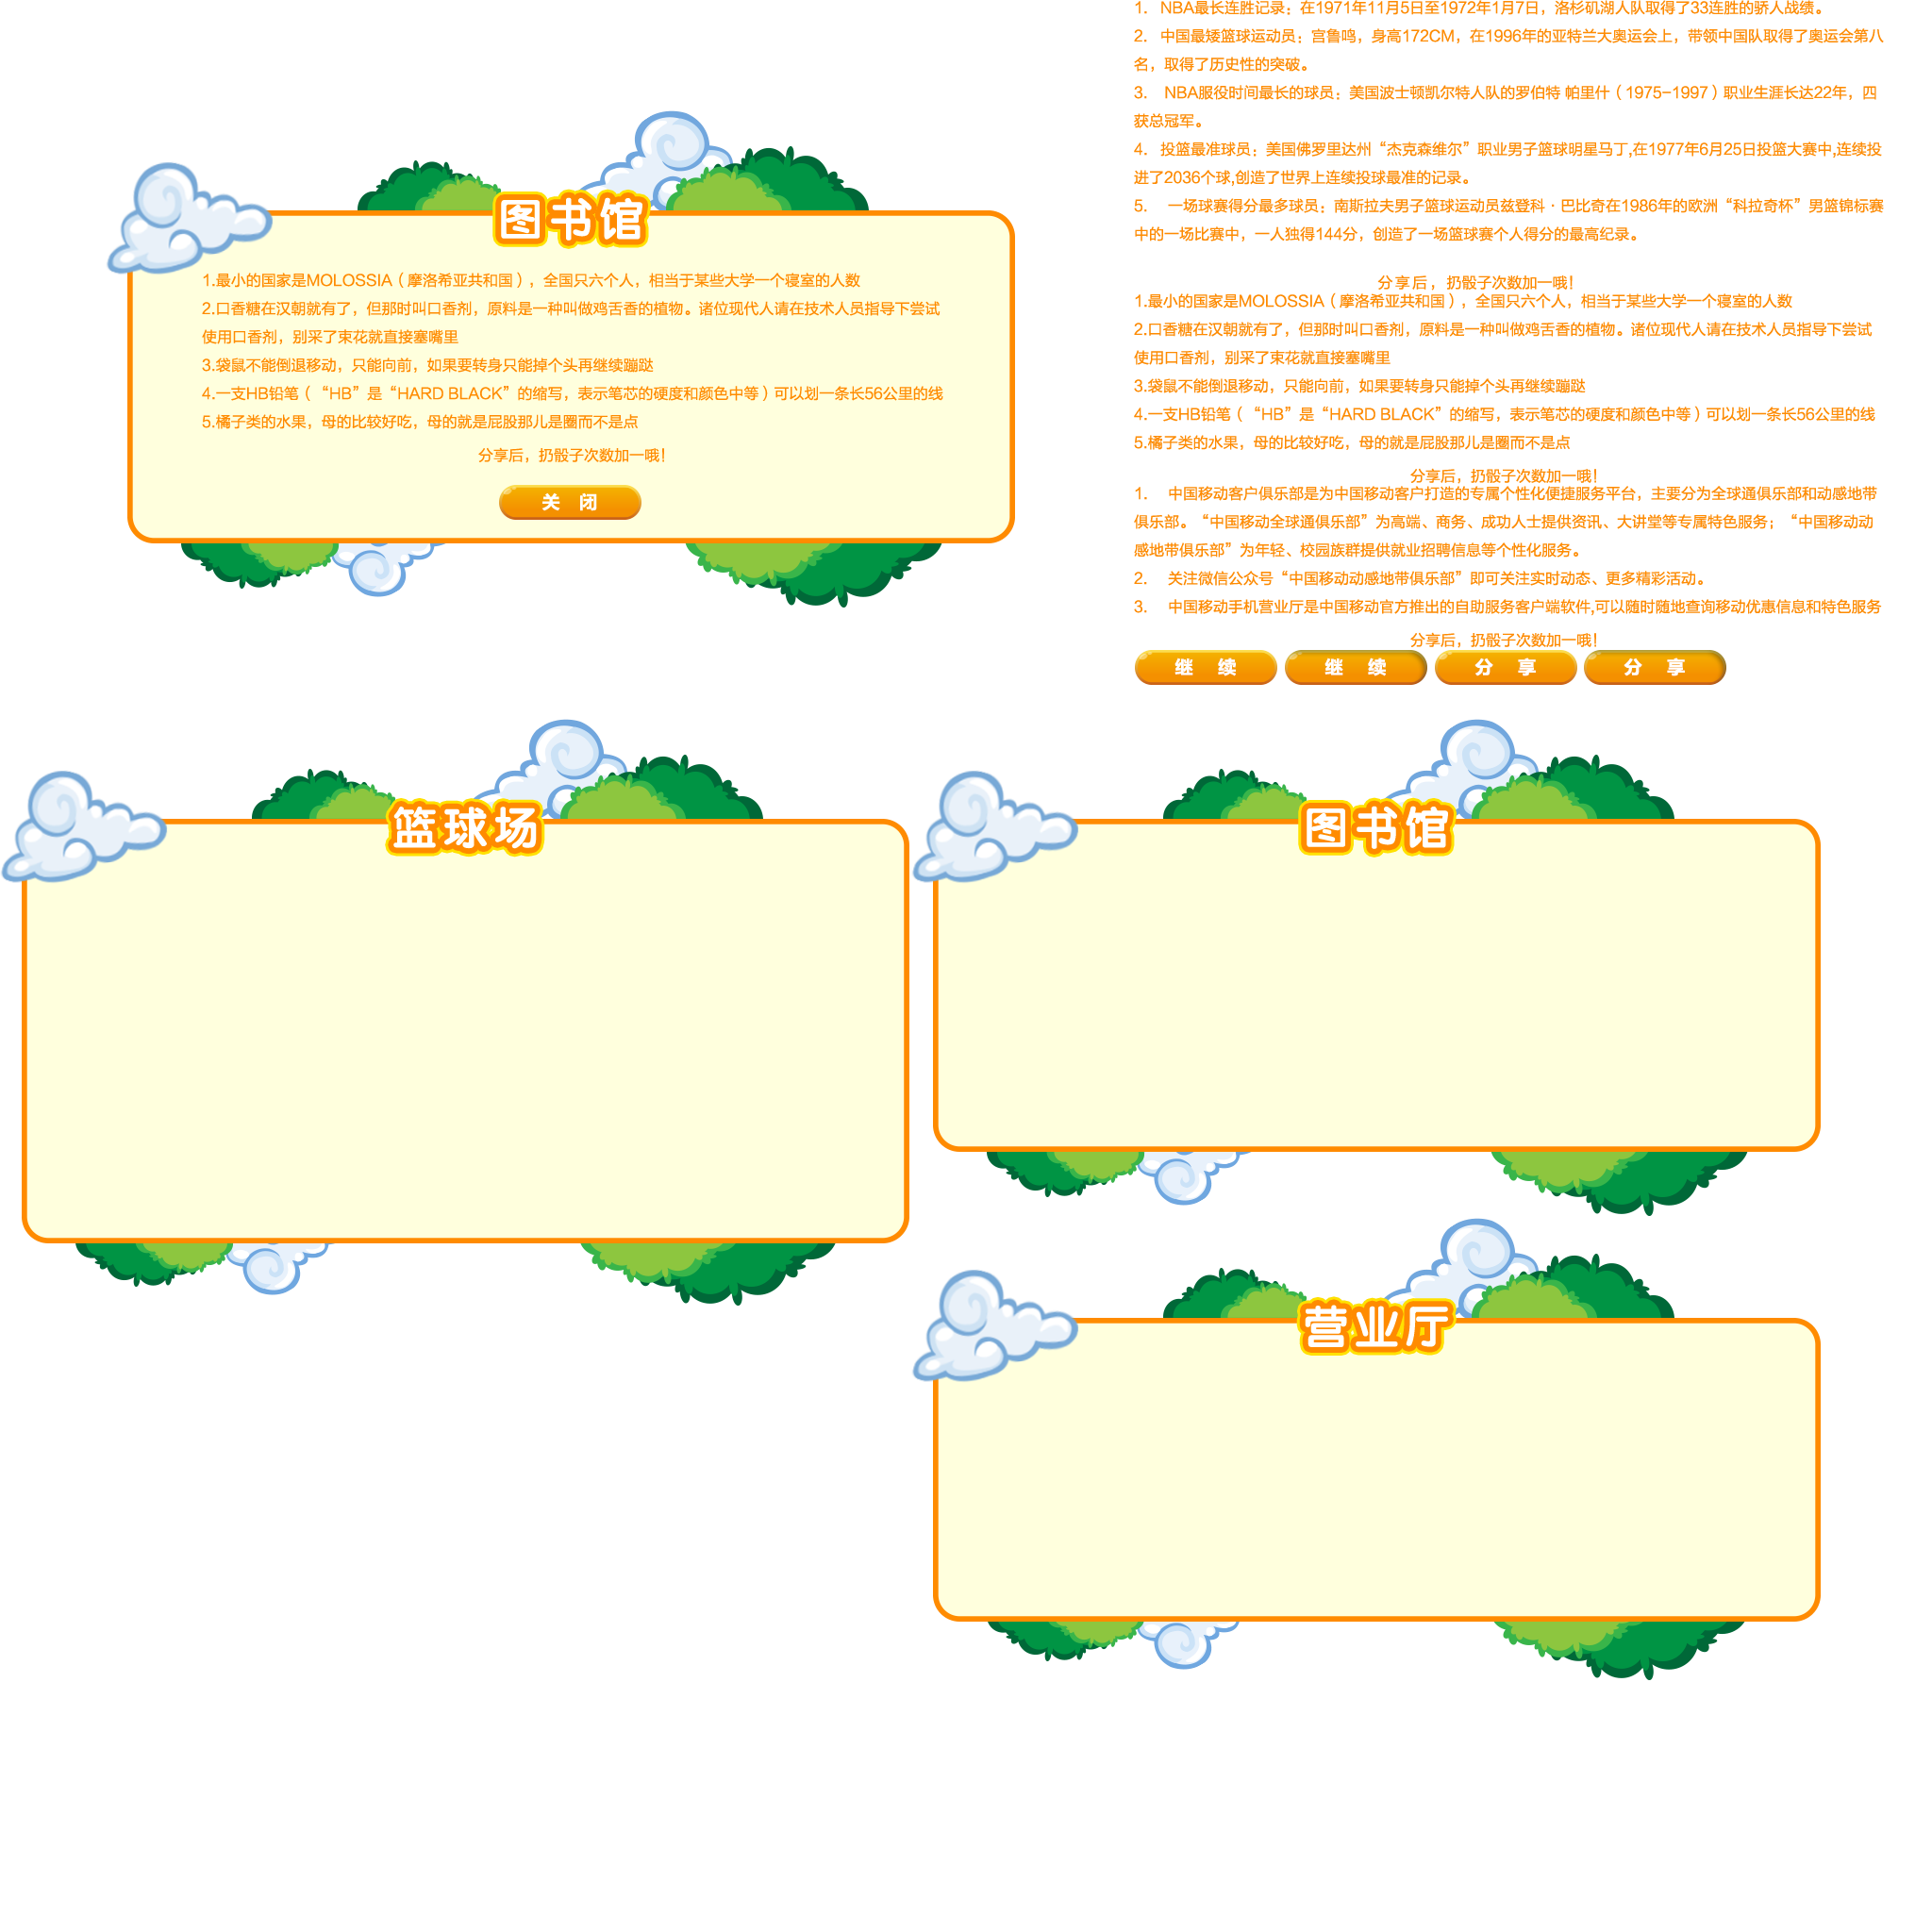 图书馆
1.最小的国家是MOLOSSIA（摩洛希亚共和国），全国只六个人，相当于某些大学一个寝室的人数
2.口香糖在汉朝就有了，但那时叫口香剂，原料是一种叫做鸡舌香的植物。诸位现代人请在技术人员指导下尝试
使用口香剂，别采了束花就直接塞嘴里
3.袋鼠不能倒退移动，只能向前，如果要转身只能掉个头再继续蹦跶
4.一支HB铅笔（“HB”是“HARD BLACK”的缩写，表示笔芯的硬度和颜色中等）可以划一条长56公里的线
5.橘子类的水果，母的比较好吃，母的就是屁股那儿是圈而不是点
分享后，扔骰子次数加一哦！
关 闭
1. NBA最长连胜记录：在1971年11月5日至1972年1月7日，洛杉矶湖人队取得了33连胜的骄人战绩。
2. 中国最矮篮球运动员：宫鲁鸣，身高172CM，在1996年的亚特兰大奥运会上，带领中国队取得了奥运会第八
名，取得了历史性的突破。
3. NBA服役时间最长的球员：美国波士顿凯尔特人队的罗伯特 帕里什（1975-1997）职业生涯长达22年，四
获总冠军。
4. 投篮最准球员：美国佛罗里达州“杰克森维尔”职业男子篮球明星马丁,在1977年6月25日投篮大赛中,连续投
进了2036个球,创造了世界上连续投球最准的记录。
5. 一场球赛得分最多球员：南斯拉夫男子篮球运动员兹登科·巴比奇在1986年的欧洲“科拉奇杯”男篮锦标赛
中的一场比赛中，一人独得144分，创造了一场篮球赛个人得分的最高纪录。
分享后，扔骰子次数加一哦！
1.最小的国家是MOLOSSIA（摩洛希亚共和国），全国只六个人，相当于某些大学一个寝室的人数
2.口香糖在汉朝就有了，但那时叫口香剂，原料是一种叫做鸡舌香的植物。诸位现代人请在技术人员指导下尝试
使用口香剂，别采了束花就直接塞嘴里
3.袋鼠不能倒退移动，只能向前，如果要转身只能掉个头再继续蹦跶
4.一支HB铅笔（“HB”是“HARD BLACK”的缩写，表示笔芯的硬度和颜色中等）可以划一条长56公里的线
5.橘子类的水果，母的比较好吃，母的就是屁股那儿是圈而不是点
分享后，扔骰子次数加一哦！
1. 中国移动客户俱乐部是为中国移动客户打造的专属个性化便捷服务平台，主要分为全球通俱乐部和动感地带
俱乐部。“中国移动全球通俱乐部”为高端、商务、成功人士提供资讯、大讲堂等专属特色服务；“中国移动动
感地带俱乐部”为年轻、校园族群提供就业招聘信息等个性化服务。
2. 关注微信公众号“中国移动动感地带俱乐部”即可关注实时动态、更多精彩活动。
3. 中国移动手机营业厅是中国移动官方推出的自助服务客户端软件,可以随时随地查询移动优惠信息和特色服务
分享后，扔骰子次数加一哦！
继 续 继 续 分 享 分 享
篮球场
图书馆
营业厅